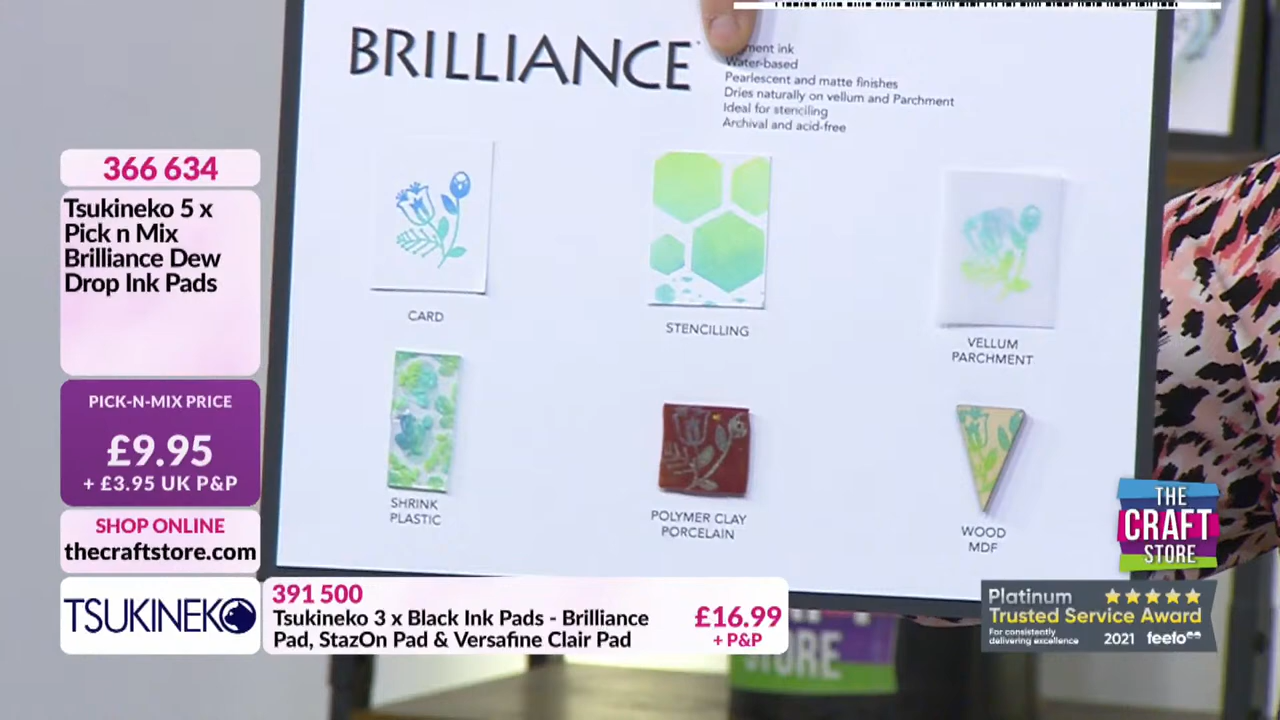 BRILLIANCE
ment ink
Water-based
Pearlescent and matte finishes
Dries naturally on vellum and Parchment
Ideal for stenciling
Archival and acid-free
366 634
Tsukineko 5 x
Pick n Mix
Brilliance Dew
Drop Ink Pads
PICK-N-MIX PRICE
£9.95
+ £3.95 UK P&P
SHOP ONLINE
thecraftstore.com
CARD
STENCILLING
VELLUM
PARCHMENT
SHRINK
PLASTIC
POLYMER CLAY
PORCELAIN
WOOD
MDF
THE
CRAFT
STORE
TSUKINEKO
391 500
Tsukineko 3 x Black Ink Pads - Brilliance
Pad, StazOn Pad & Versafine Clair Pad
£16.99
+ P&P
Platinum
Trusted Service Award
For consistently
delivering excellence
2021 feefo
STORE